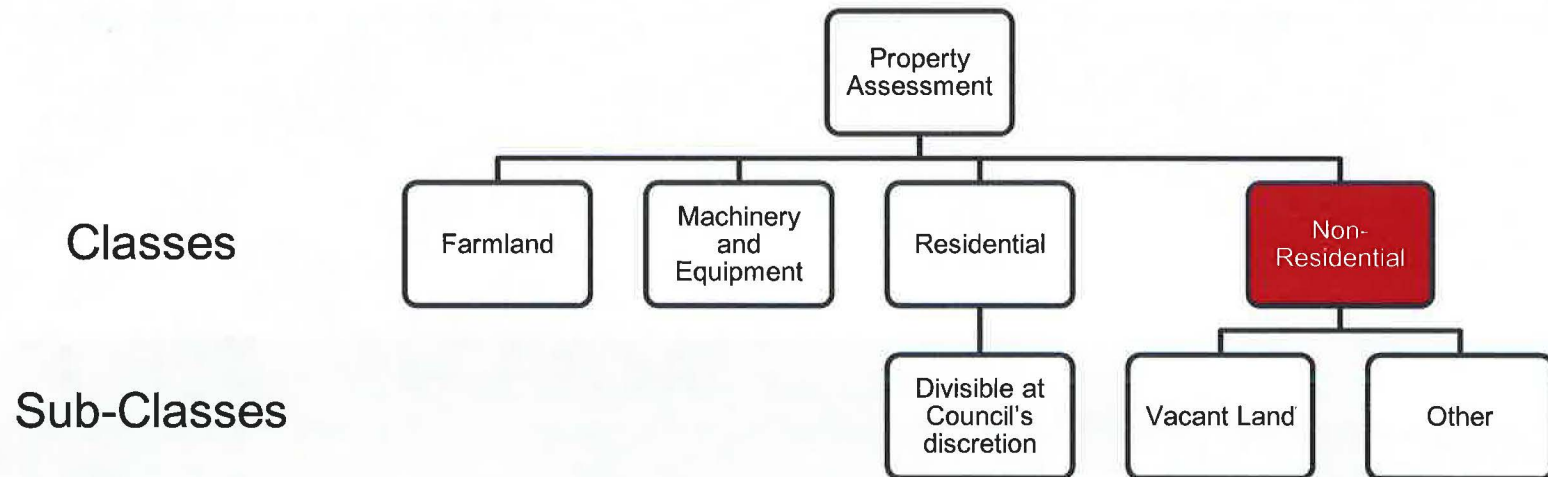 Property
Assessment
Classes
Farmland
Machinery
and
Equipment
Residential
Non-
Residential
Sub-Classes
Divisible at
Council's
discretion
Vacant Land
Other